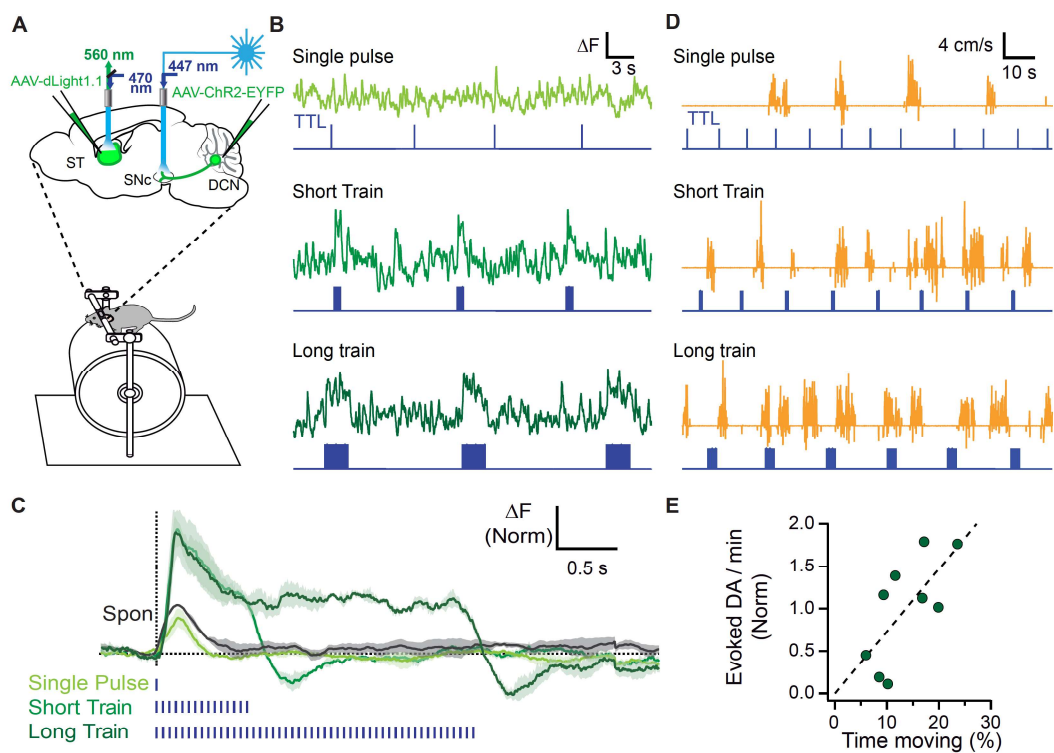 A
560 nm
AAV-dLight1.1
470
nm
447 nm
AAV-ChR2-EYFP
ST
SNc
DCN
B
Single pulse
ΔF
3 s
TTL
Short Train
Long train
D
Single pulse
4 cm/s
10 s
TTL
Short Train
Long train
C
ΔF
(Norm)
0.5 s
Spon
Single Pulse
Short Train
Long Train
E
Evoked DA / min
(Norm)
2.0
1.5
1.0
0.5
0.0
0 10 20 30
Time moving (%)